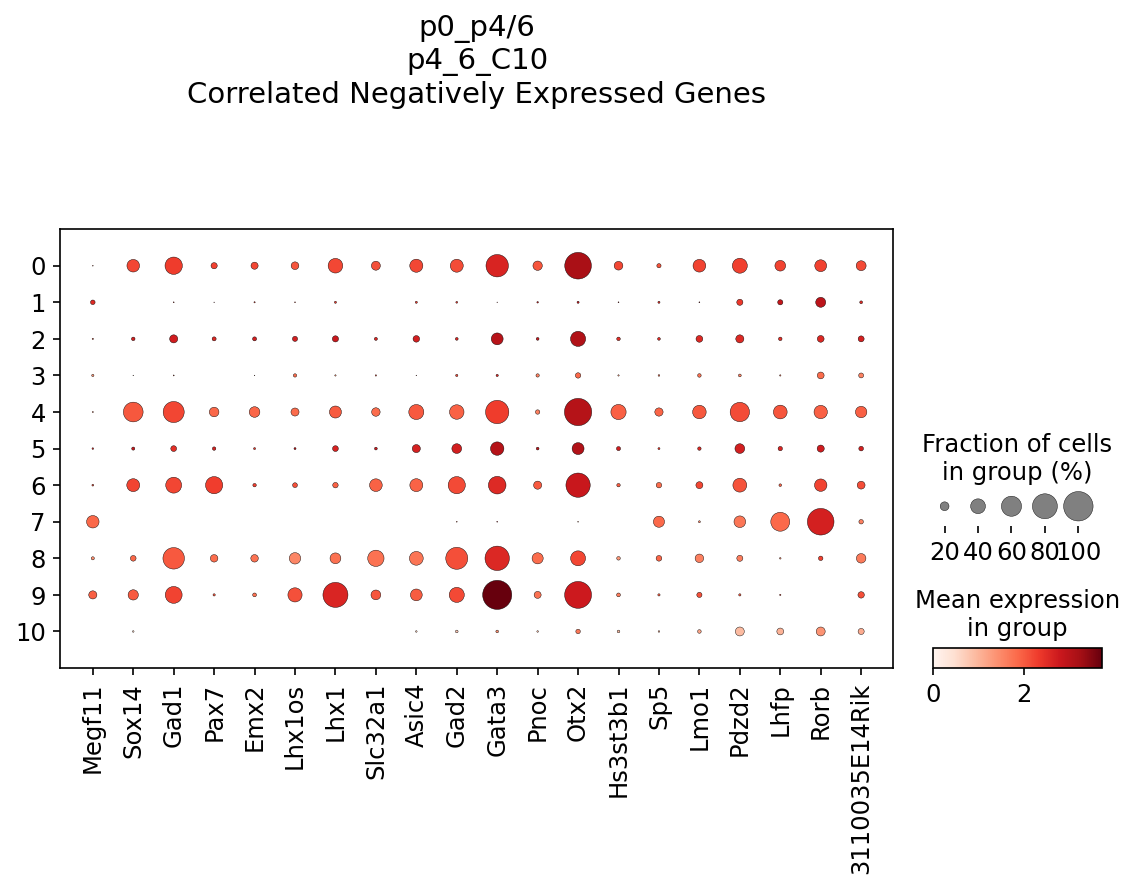 p0_p4/6
p4_6_C10
Correlated Negatively Expressed Genes
0
1
2
3
4
5
6
7
8
9
10
Megf11
Sox14
Gad1
Pax7
Emx2
Lhx1os
Lhx1
Slc32a1
Asic4
Gad2
Gata3
Pnoc
Otx2
Hs3st3b1
Sp5
Lmo1
Pdzd2
Lhfp
Rorb
3110035E14Rik
Fraction of cells
in group (%)
20 40 60 80 100
Mean expression
in group
0 2